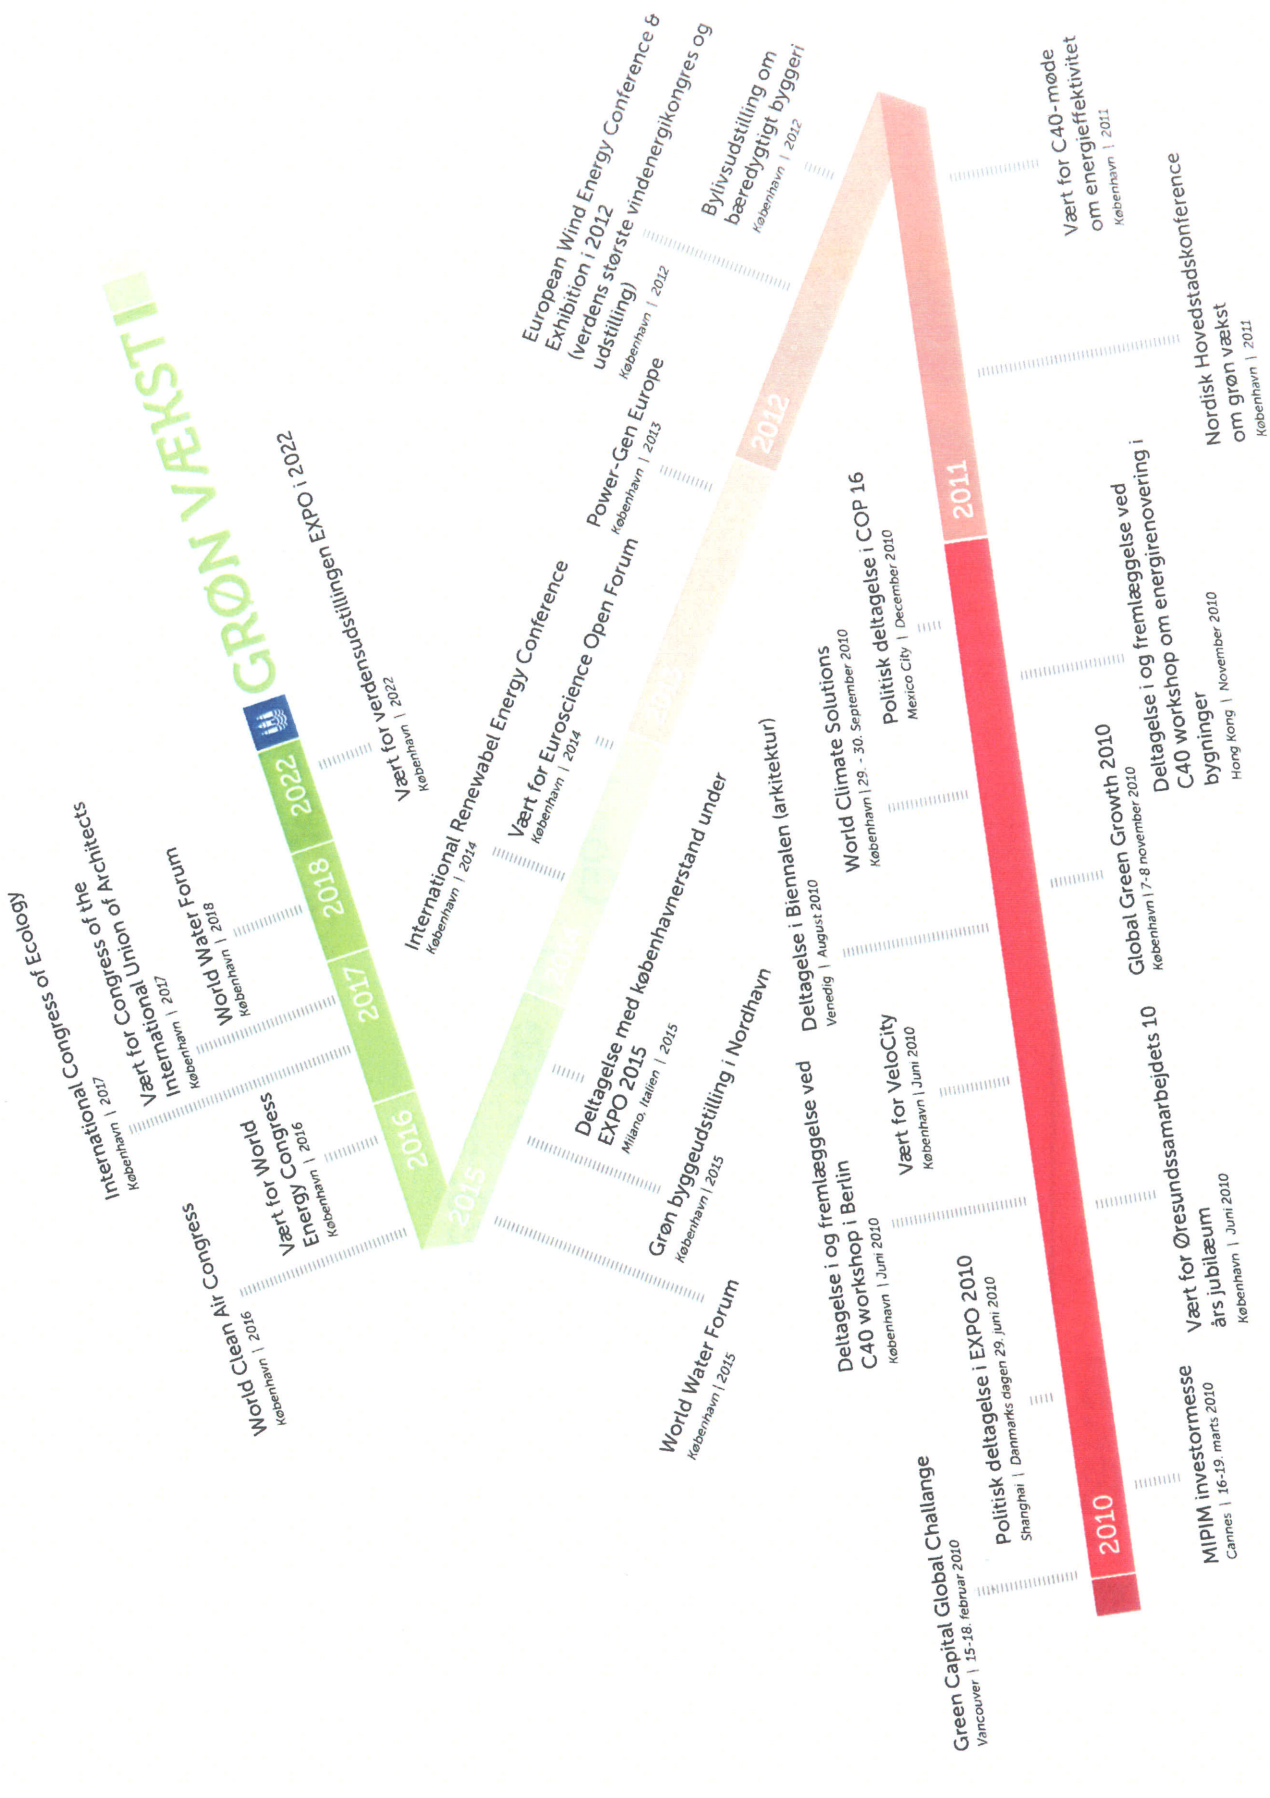 GRØN VÆKST I
2010
Green Capital Global Challange
Vancouver | 15-18. februar 2010
MIPIM investormesse
Cannes | 16-19. marts 2010
Politisk deltagelse i EXPO 2010
Shanghai | Danmarks dagen 29. juni 2010
Vært for Øresundssamarbejdets 10
års jubilæum
København | Juni 2010
Deltagelse i og fremlæggelse ved
C40 workshop i Berlin
København | Juni 2010
Vært for VeloCity
København | Juni 2010
Deltagelse i Biennalen (arkitektur)
Venedig | August 2010
World Climate Solutions
København | 29. - 30. September 2010
Global Green Growth 2010
København | 7-8 november 2010
Deltagelse i og fremlæggelse ved
C40 workshop om energirenovering i
bygninger
Hong Kong | November 2010
Politisk deltagelse i COP 16
Mexico City | December 2010
2011
Nordisk Hovedstadskonference
om grøn vækst
København | 2011
Vært for C40-møde
om energieffektivitet
København | 2011
2012
Bylivsudstilling om
bæredygtigt byggeri
København | 2012
European Wind Energy Conference &
Exhibition i 2012
(verdens største vindenergikongres og
udstilling)
København | 2012
2013
Power-Gen Europe
København | 2013
2014
Vært for Euroscience Open Forum
København | 2014
International Renewabel Energy Conference
København | 2014
2015
Deltagelse med københavnerstand under
EXPO 2015
Milano, Italien | 2015
Grøn byggeudstilling i Nordhavn
København | 2015
World Water Forum
København | 2015
2016
World Clean Air Congress
København | 2016
Vært for World
Energy Congress
København | 2016
2017
International Congress of Ecology
København | 2017
Vært for Congress of the
International Union of Architects
København | 2017
2018
World Water Forum
København | 2018
2022
Vært for verdensudstillingen EXPO i 2022
København | 2022